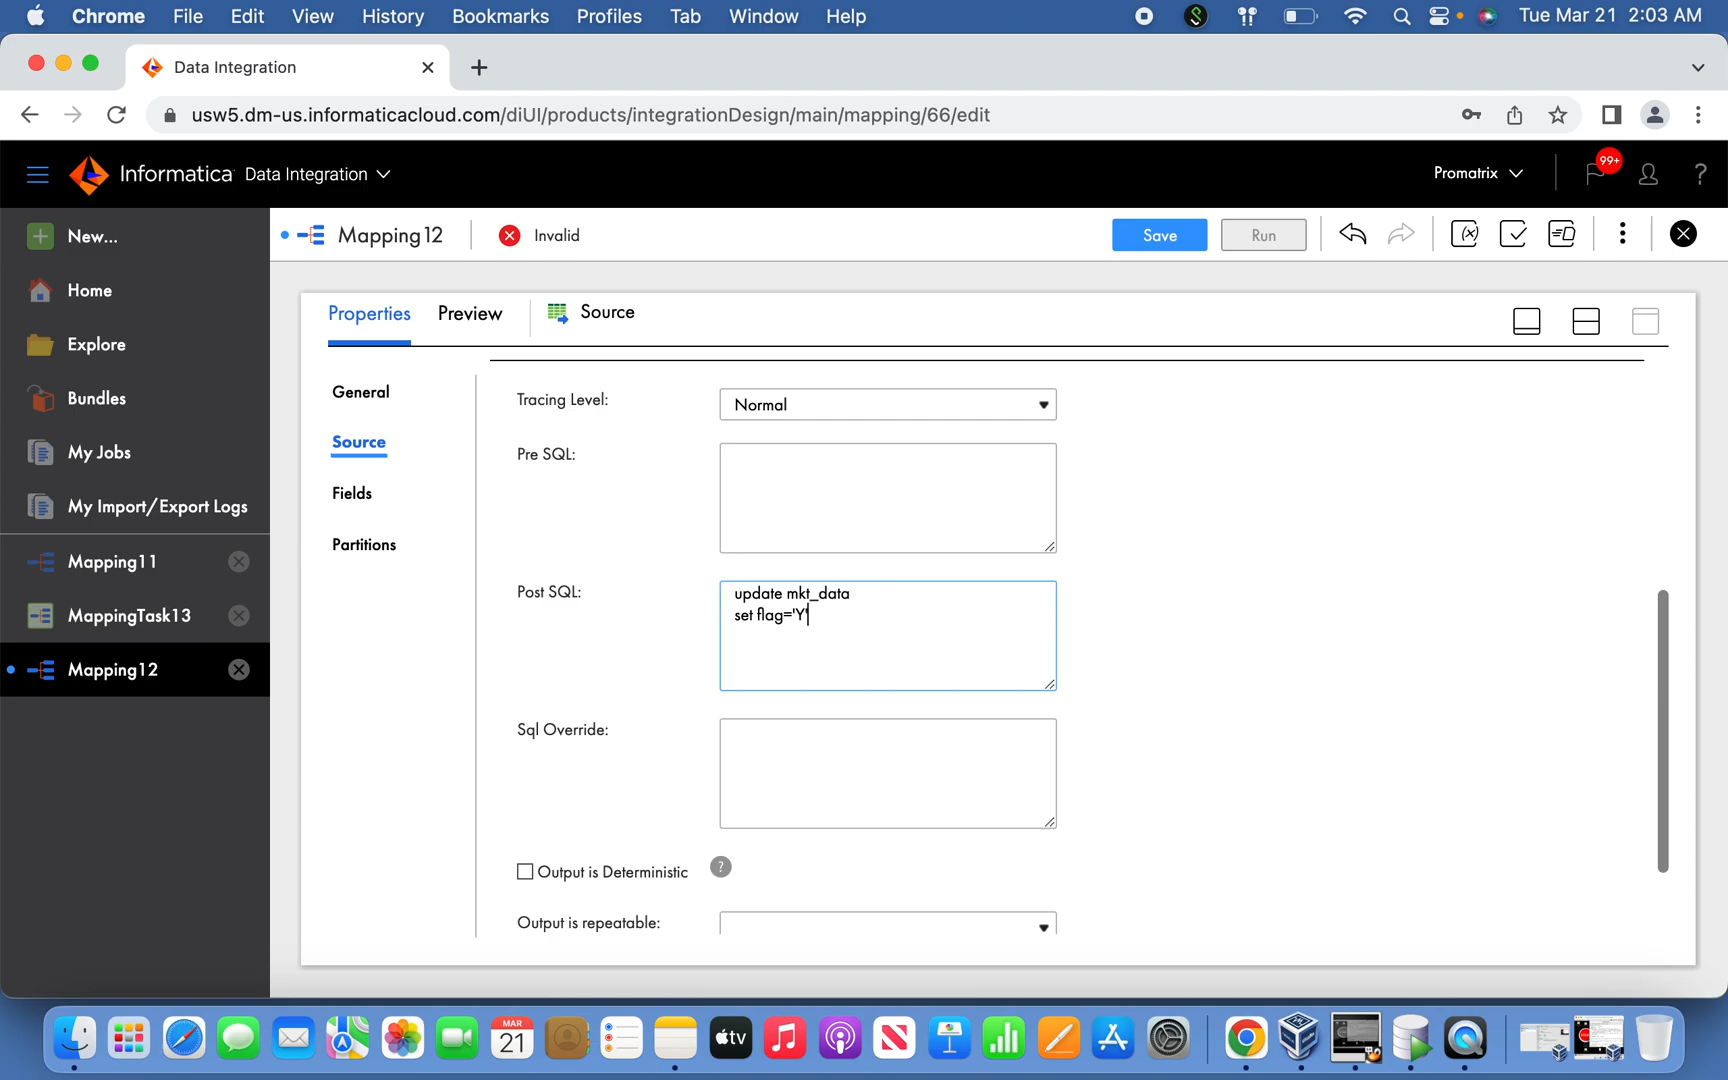 Chrome File Edit View History Bookmarks Profiles Tab Window Help Tue Mar 21 2:03 AM
Data Integration
usw5.dm-us.informaticacloud.com/diUI/products/integrationDesign/main/mapping/66/edit
Informatica Data Integration Promatrix 99+ ?
New...
Home
Explore
Bundles
My Jobs
My Import/Export Logs
Mapping11
MappingTask13
Mapping12
Mapping12 Invalid Save Run
Properties Preview Source
General
Source
Fields
Partitions
Tracing Level: Normal
Pre SQL:
Post SQL: update mkt_data
set flag='Y'
Sql Override:
Output is Deterministic ?
Output is repeatable:
MAR
21
tv